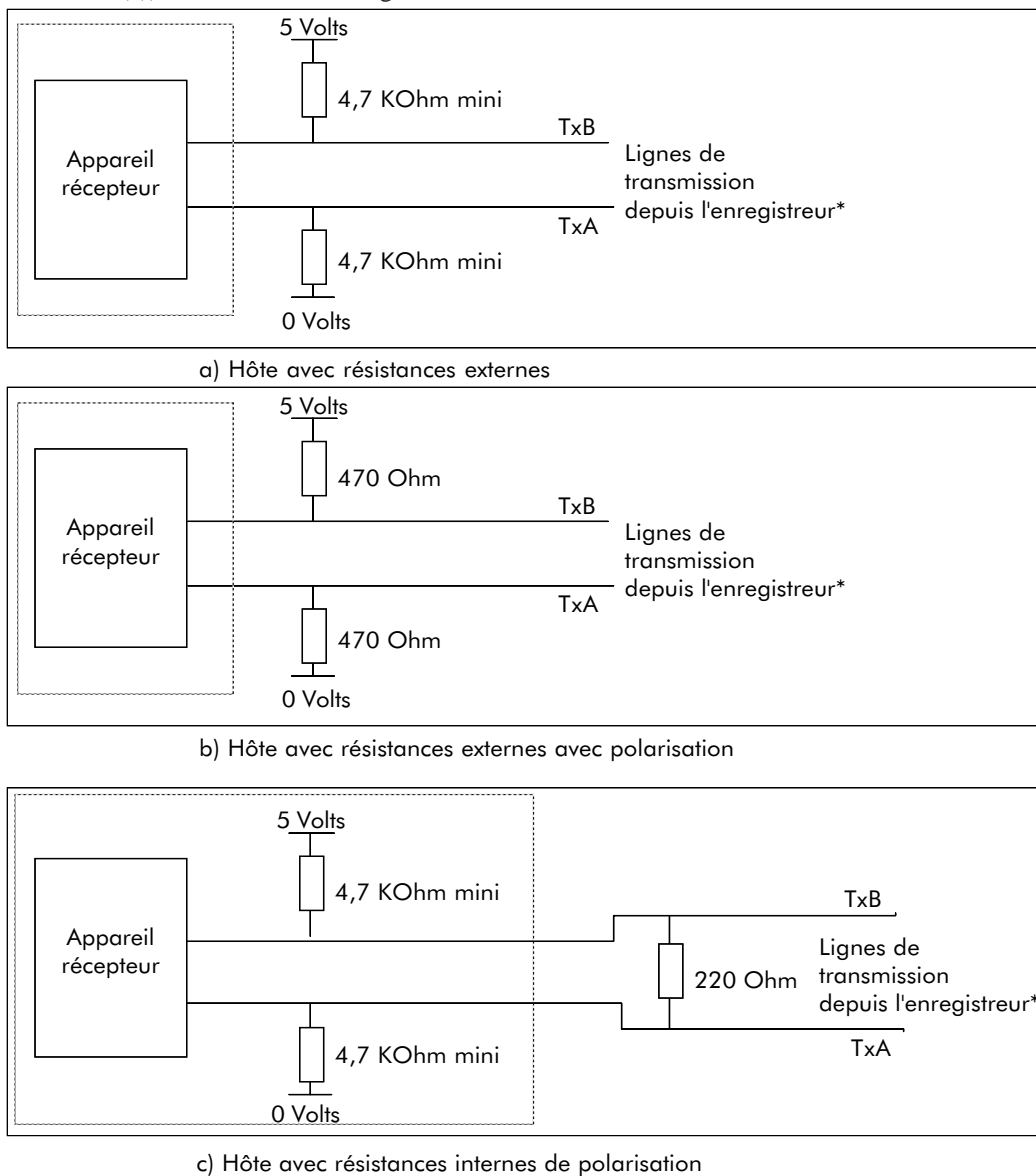 5 Volts
4,7 KOhm mini
TxB
Appareil
récepteur
Lignes de
transmission
depuis l'enregistreur*
TxA
4,7 KOhm mini
0 Volts
a) Hôte avec résistances externes
5 Volts
470 Ohm
TxB
Appareil
récepteur
Lignes de
transmission
depuis l'enregistreur*
TxA
470 Ohm
0 Volts
b) Hôte avec résistances externes avec polarisation
5 Volts
4,7 KOhm mini
TxB
Appareil
récepteur
220 Ohm
Lignes de
transmission
depuis l'enregistreur*
TxA
4,7 KOhm mini
0 Volts
c) Hôte avec résistances internes de polarisation